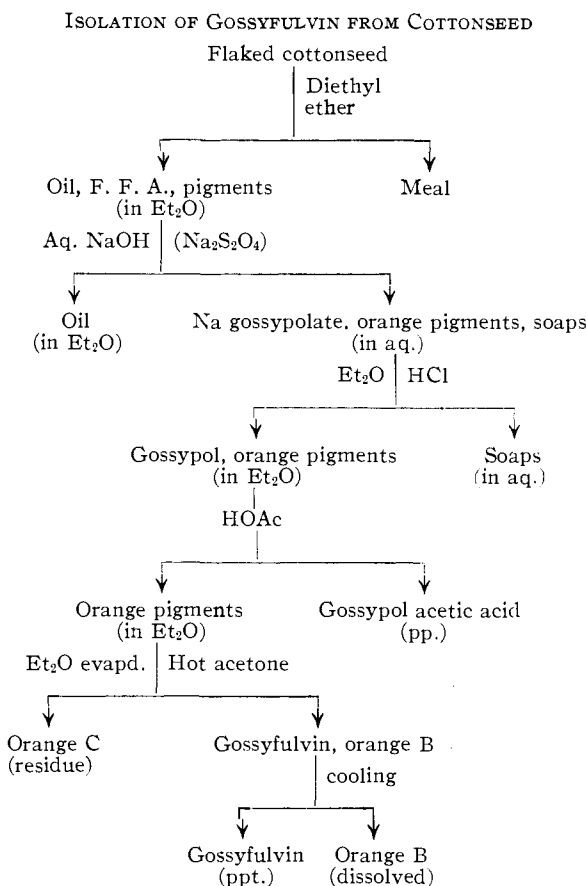 ISOLATION OF GOSSYFULVIN FROM COTTONSEED
Flaked cottonseed
Diethyl
ether
Oil, F. F. A., pigments
(in Et₂O)
Meal
Aq. NaOH (Na₂S₂O₄)
Oil
(in Et₂O)
Na gossypolate, orange pigments, soaps
(in aq.)
Et₂O HCl
Gossypol, orange pigments
(in Et₂O)
Soaps
(in aq.)
HOAc
Orange pigments
(in Et₂O)
Gossypol acetic acid
(pp.)
Et₂O evapd. Hot acetone
Orange C
(residue)
Gossyfulvin, orange B
cooling
Gossyfulvin
(ppt.)
Orange B
(dissolved)